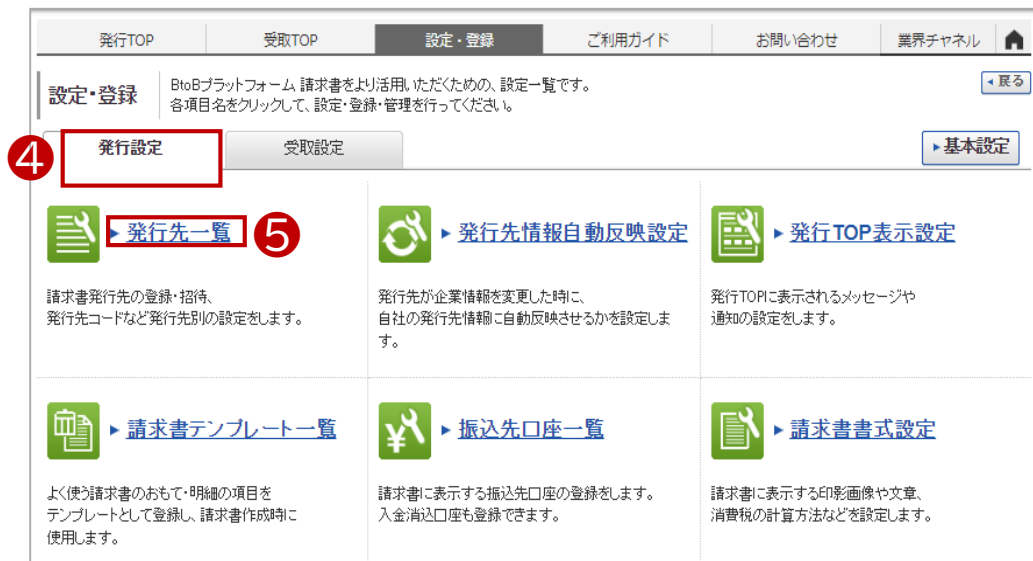 発行TOP 受取TOP 設定・登録 ご利用ガイド お問い合わせ 業界チャネル
設定・登録
BtoBプラットフォーム 請求書をより活用いただくための、設定一覧です。
各項目名をクリックして、設定・登録・管理を行ってください。
戻る
4 発行設定 受取設定 基本設定
発行先一覧 5
請求書発行先の登録・招待、
発行先コードなど発行先別の設定をします。
発行先情報自動反映設定
発行先が企業情報を変更した時に、
自社の発行先情報に自動反映させるかを設定しま
す。
発行TOP表示設定
発行TOPに表示されるメッセージや
通知の設定をします。
請求書テンプレート一覧
よく使う請求書のおもて・明細の項目を
テンプレートとして登録し、請求書作成時に
使用します。
振込先口座一覧
請求書に表示する振込先口座の登録をします。
入金消込口座も登録できます。
請求書書式設定
請求書に表示する印影画像や文章、
消費税の計算方法などを設定します。